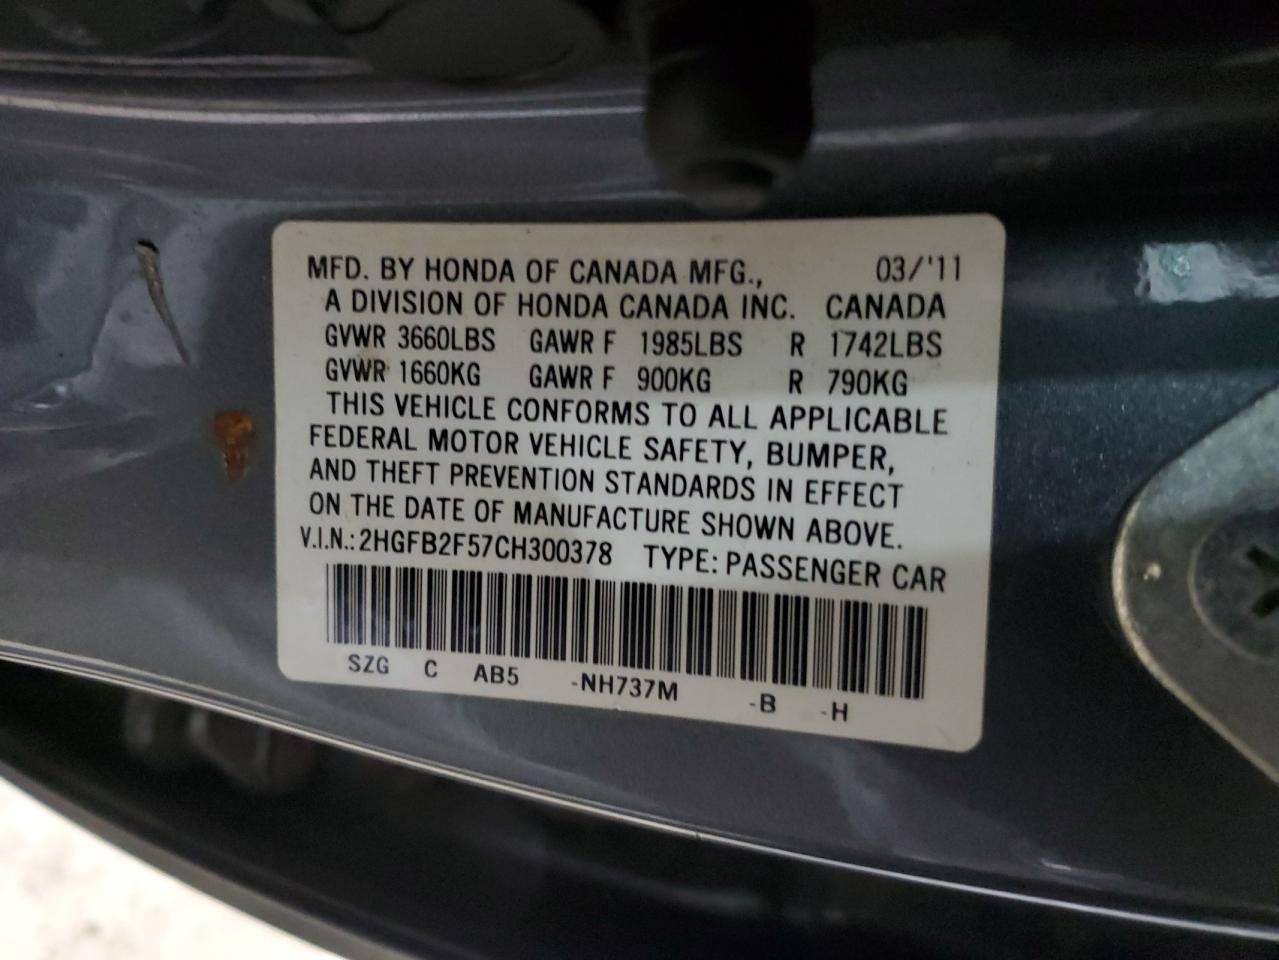 MFD. BY HONDA OF CANADA MFG., 03/'11
A DIVISION OF HONDA CANADA INC. CANADA
GVWR 3660LBS GAWR F 1985LBS R 1742LBS
GVWR 1660KG GAWR F 900KG R 790KG
THIS VEHICLE CONFORMS TO ALL APPLICABLE
FEDERAL MOTOR VEHICLE SAFETY, BUMPER,
AND THEFT PREVENTION STANDARDS IN EFFECT
ON THE DATE OF MANUFACTURE SHOWN ABOVE.
V.I.N.: 2HGFB2F57CH300378 TYPE: PASSENGER CAR
SZG C AB5 -NH737M -B -H